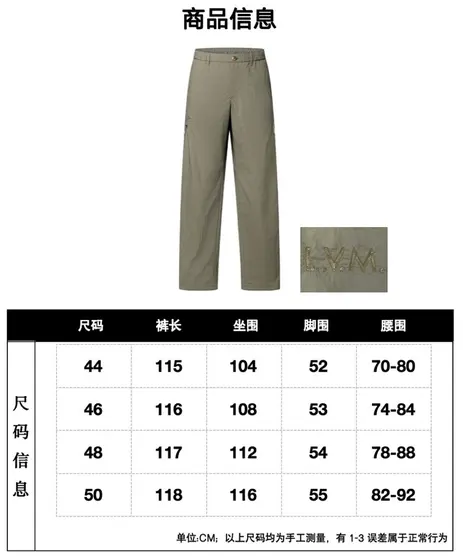 商品信息
L.Y.M.
尺码 裤长 坐围 脚围 腰围
尺码信息
44 115 104 52 70-80
46 116 108 53 74-84
48 117 112 54 78-88
50 118 116 55 82-92
单位:CM; 以上尺码均为手工测量，有 1-3 误差属于正常行为